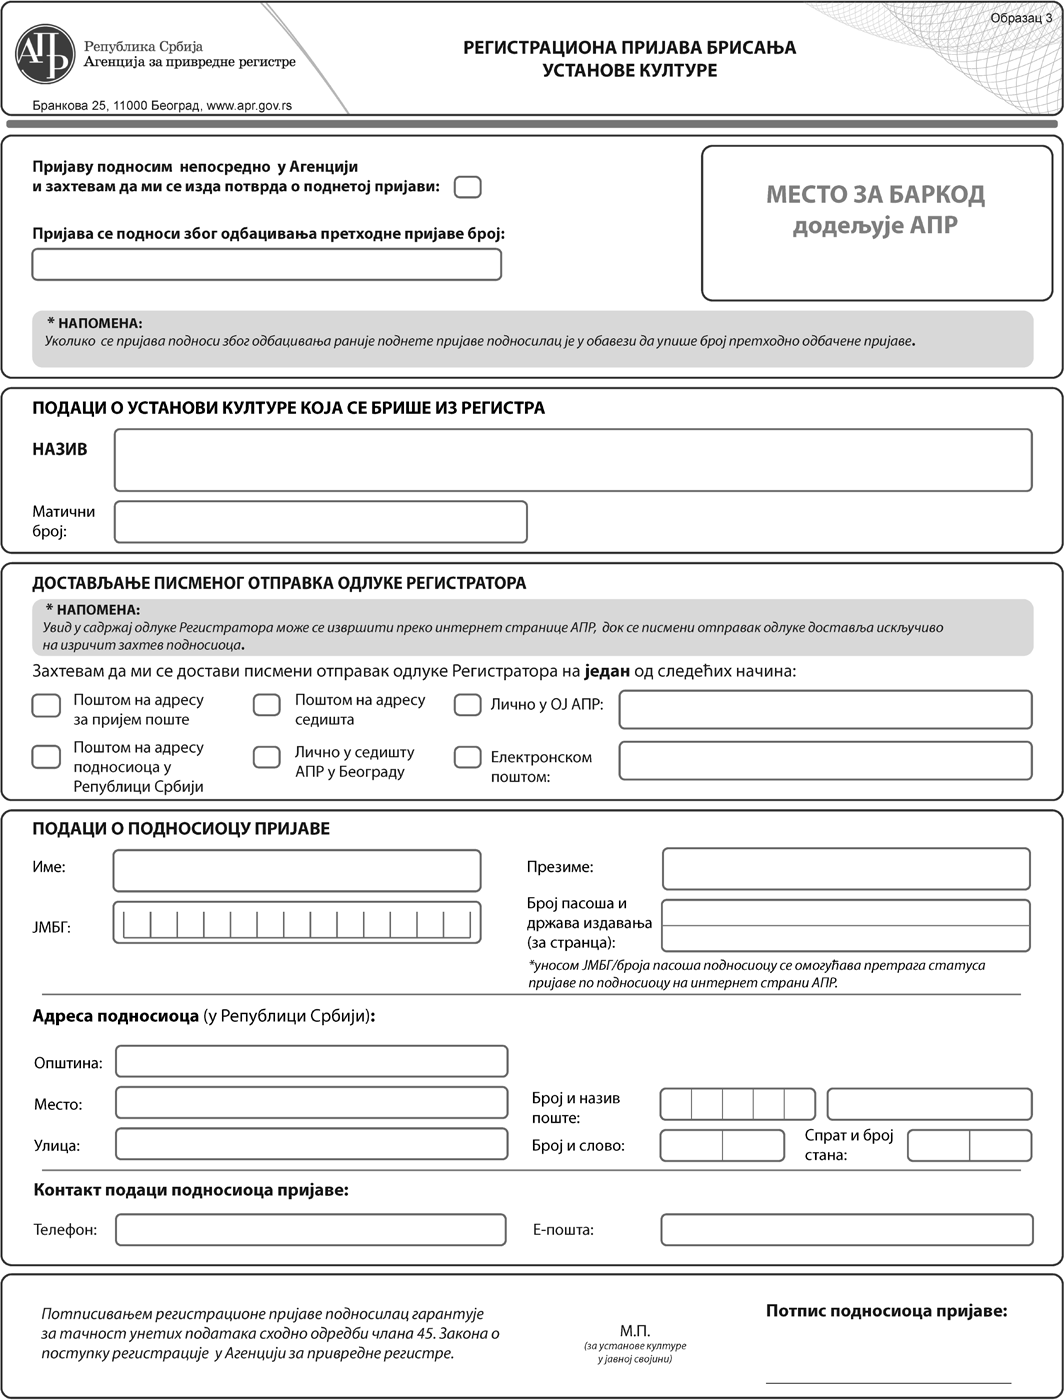 Образац 3
АПР
Република Србија
Агенција за привредне регистре
Бранкова 25, 11000 Београд, www.apr.gov.rs
РЕГИСТРАЦИОНА ПРИЈАВА БРИСАЊА
УСТАНОВЕ КУЛТУРЕ
Пријаву подносим непосредно у Агенцији
и захтевам да ми се изда потврда о поднетој пријави:
Пријава се подноси због одбацивања претходне пријаве број:
МЕСТО ЗА БАРКОД
додељује АПР
* НАПОМЕНА:
Уколико се пријава подноси због одбацивања раније поднете пријаве подносилац је у обавези да упише број претходно одбачене пријаве.
ПОДАЦИ О УСТАНОВИ КУЛТУРЕ КОЈА СЕ БРИШЕ ИЗ РЕГИСТРА
НАЗИВ
Матични
број:
ДОСТАВЉАЊЕ ПИСМЕНОГ ОТПРАВКА ОДЛУКЕ РЕГИСТРАТОРА
* НАПОМЕНА:
Увид у садржај одлуке Регистратора може се извршити преко интернет странице АПР, док се писмени отправак одлуке доставља искључиво
на изричит захтев подносиоца.
Захтевам да ми се достави писмени отправак одлуке Регистратора на један од следећих начина:
Поштом на адресу
за пријем поште
Поштом на адресу
седишта
Лично у ОЈ АПР:
Поштом на адресу
подносиоца у
Републици Србији
Лично у седишту
АПР у Београду
Електронском
поштом:
ПОДАЦИ О ПОДНОСИОЦУ ПРИЈАВЕ
Име:
Презиме:
ЈМБГ:
Број пасоша и
држава издавања
(за странца):
*уносом ЈМБГ/броја пасоша подносиоцу се омогућава претрага статуса
пријаве по подносиоцу на интернет страни АПР.
Адреса подносиоца (у Републици Србији):
Општина:
Место:
Број и назив
поште:
Улица:
Број и слово:
Спрат и број
стана:
Контакт подаци подносиоца пријаве:
Телефон:
Е-пошта:
Потписивањем регистрационе пријаве подносилац гарантује
за тачност унетих података сходно одредби члана 45. Закона о
поступку регистрације у Агенцији за привредне регистре.
М.П.
(за установе културе
у јавној својини)
Потпис подносиоца пријаве: